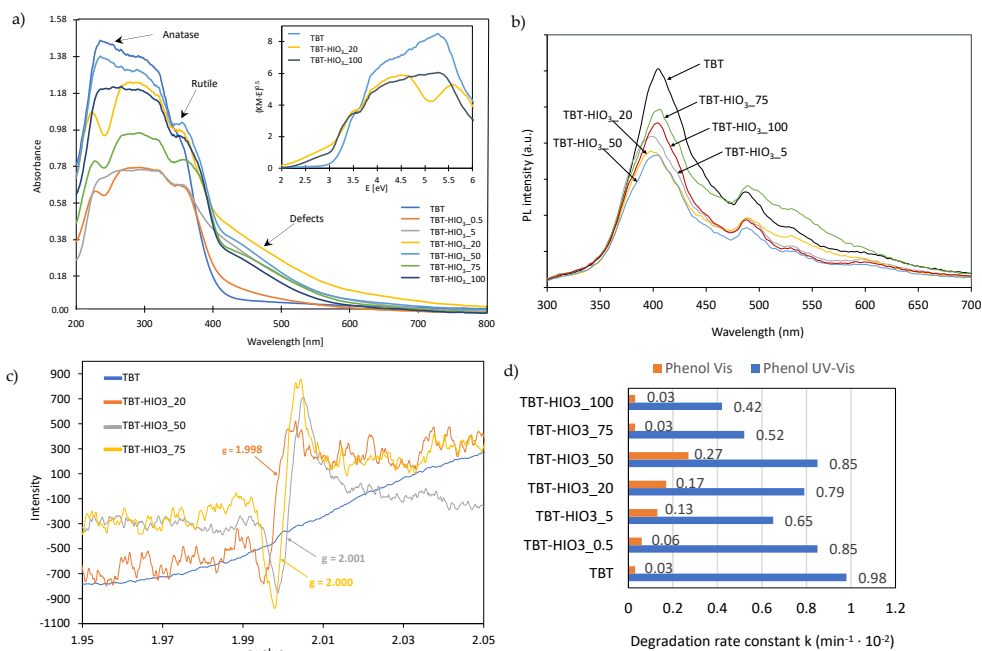 a)
1.58
1.38
1.18
0.98
0.78
0.58
0.38
0.18
0.00
Absorbance
200
300
400
500
600
700
800
Wavelength [nm]
Anatase
Rutile
Defects
TBT
TBT-HIO3_0.5
TBT-HIO3_5
TBT-HIO₃_20
TBT-HIO₃_50
TBT-HIO₃_75
TBT-HIO₃_100
8
6
4
2
0
(KM·E)⁰·⁵
2
2.5
3
3.5
4
4.5
5
5.5
6
E [eV]
TBT
TBT-HIO₃_20
TBT-HIO₃_100
b)
PL intensity (a.u.)
TBT
TBT-HIO₃_75
TBT-HIO₃_20
TBT-HIO₃_100
TBT-HIO₃_50
TBT-HIO₃_5
300
350
400
450
500
550
600
650
700
Wavelength (nm)
c)
900
700
500
300
100
-100
-300
-500
-700
-900
-1100
Intensity
TBT
TBT-HIO3_20
TBT-HIO3_50
TBT-HIO3_75
g = 1.998
g = 2.001
g = 2.000
1.95
1.97
1.99
2.01
2.03
2.05
d)
Phenol Vis
Phenol UV-Vis
TBT-HIO3_100
0.03
0.42
TBT-HIO3_75
0.03
0.52
TBT-HIO3_50
0.27
0.85
TBT-HIO3_20
0.17
0.79
TBT-HIO3_5
0.13
0.65
TBT-HIO3_0.5
0.06
0.85
TBT
0.03
0.98
0
0.2
0.4
0.6
0.8
1
1.2
Degradation rate constant k (min⁻¹ · 10⁻²)